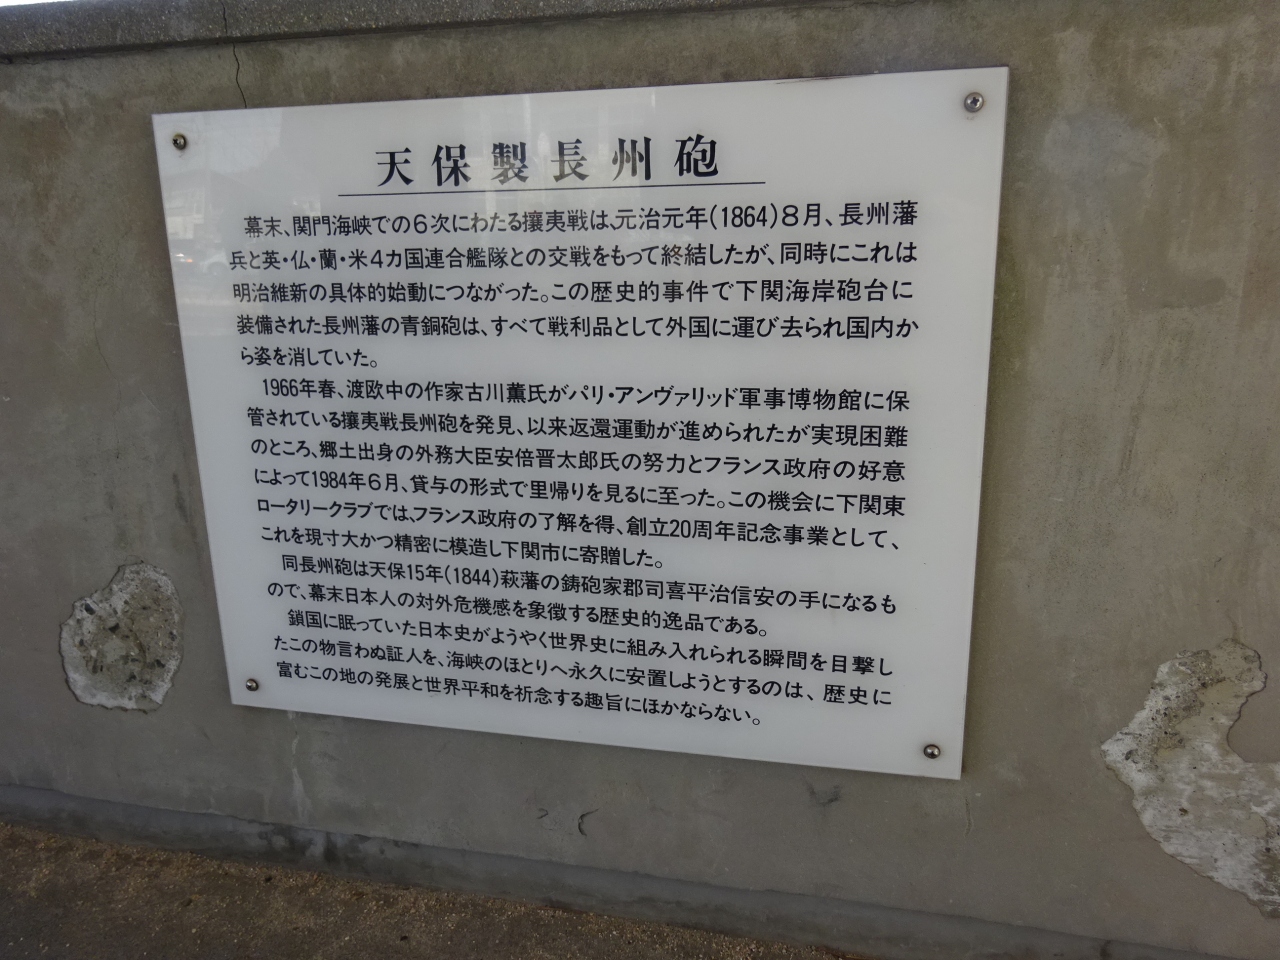 天保製長州砲
幕末、関門海峡での6次にわたる攘夷戦は、元治元年(1864)8月、長州藩
兵と英・仏・蘭・米4カ国連合艦隊との交戦をもって終結したが、同時にこれは
明治維新の具体的始動につながった。この歴史的事件で下関海岸砲台に
装備された長州藩の青銅砲は、すべて戦利品として外国に運び去られ国内か
ら姿を消していた。
1966年春、渡欧中の作家古川薫氏がパリ・アンヴァリッド軍事博物館に保
管されている攘夷戦長州砲を発見、以来返還運動が進められたが実現困難
のところ、郷土出身の外務大臣安倍晋太郎氏の努力とフランス政府の好意
によって1984年6月、貸与の形式で里帰りを見るに至った。この機会に下関東
ロータリークラブでは、フランス政府の了解を得、創立20周年記念事業として、
これを現寸大かつ精密に模造し下関市に寄贈した。
同長州砲は天保15年(1844)萩藩の鋳砲家郡司喜平治信安の手になるも
ので、幕末日本人の対外危機感を象徴する歴史的逸品である。
鎖国に眠っていた日本史がようやく世界史に組み入れられる瞬間を目撃し
たこの物言わぬ証人を、海峡のほとりへ永久に安置しようとするのは、歴史に
富むこの地の発展と世界平和を祈念する趣旨にほかならない。